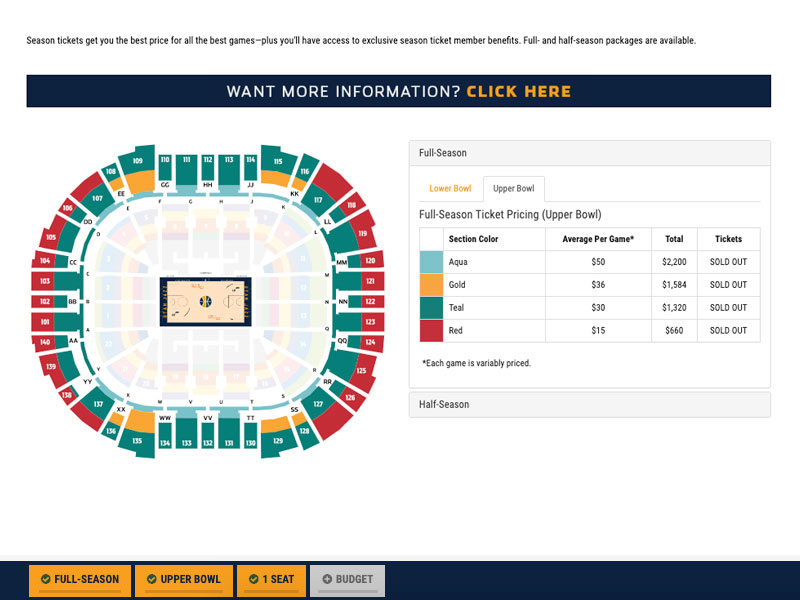 Season tickets get you the best price for all the best games—plus you'll have access to exclusive season ticket member benefits. Full- and half-season packages are available.
WANT MORE INFORMATION? CLICK HERE
Full-Season
Lower Bowl Upper Bowl
Full-Season Ticket Pricing (Upper Bowl)
Section Color Average Per Game* Total Tickets
Aqua $50 $2,200 SOLD OUT
Gold $36 $1,584 SOLD OUT
Teal $30 $1,320 SOLD OUT
Red $15 $660 SOLD OUT
*Each game is variably priced.
Half-Season
109 110 111 112 113 114 115
108 116
EE GG HH JJ KK
107 117
106 118
DD LL
105 119
104 CC MM 120
103 121
102 BB NN 122
101 123
140 AA QQ 124
139 125
YY RR
138 126
137 127
XX WW VV TT SS
136 128
135 134 133 132 131 130 129
FULL-SEASON UPPER BOWL 1 SEAT BUDGET